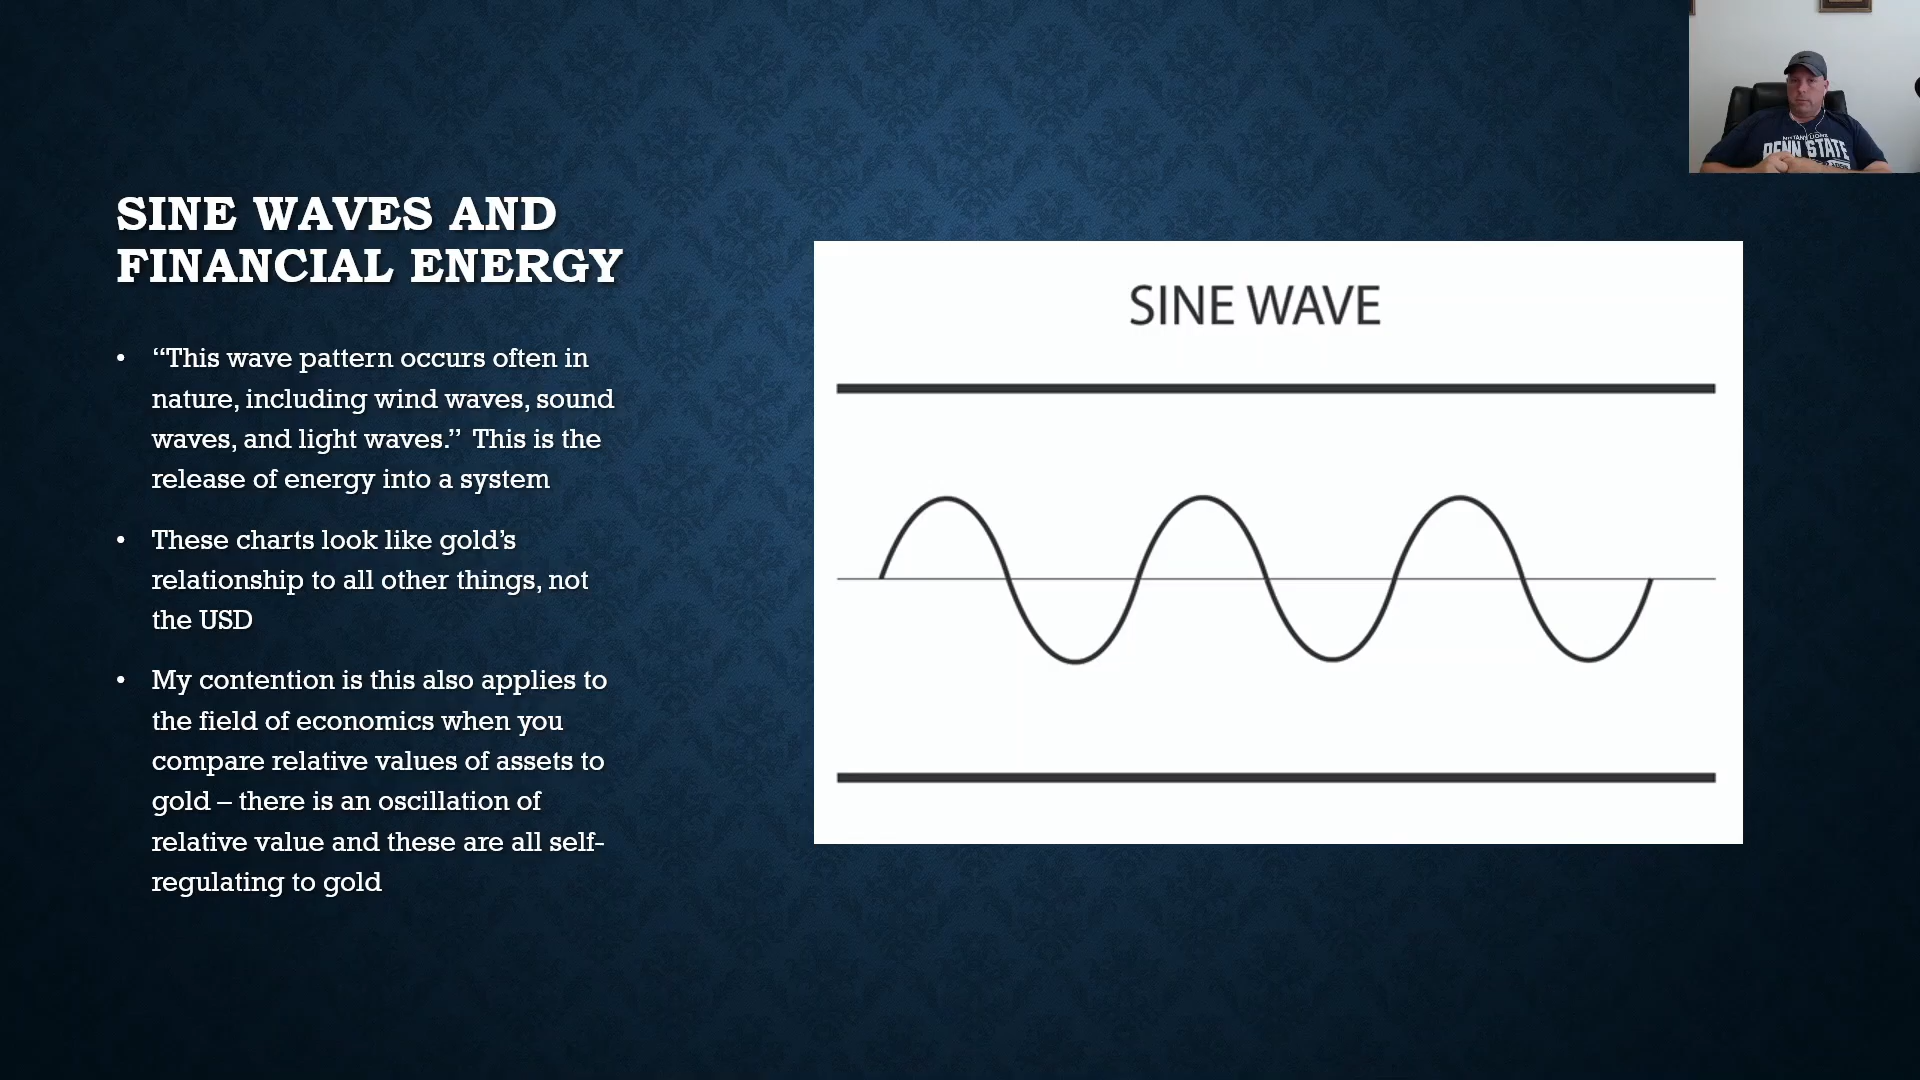 SINE WAVES AND
FINANCIAL ENERGY
• “This wave pattern occurs often in
nature, including wind waves, sound
waves, and light waves.” This is the
release of energy into a system
• These charts look like gold’s
relationship to all other things, not
the USD
• My contention is this also applies to
the field of economics when you
compare relative values of assets to
gold – there is an oscillation of
relative value and these are all self-
regulating to gold
SINE WAVE
NITTANY LIONS
PENN STATE